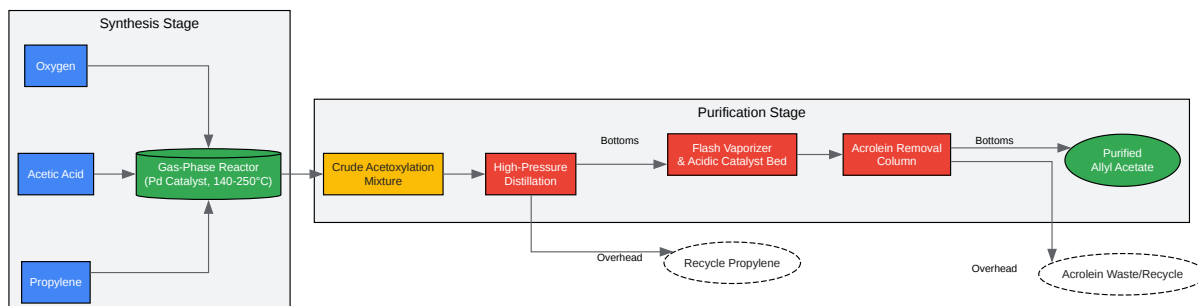 Synthesis Stage
Oxygen
Acetic Acid
Propylene
Gas-Phase Reactor
(Pd Catalyst, 140-250°C)
Purification Stage
Crude Acetoxylation
Mixture
High-Pressure
Distillation
Bottoms
Flash Vaporizer
& Acidic Catalyst Bed
Acrolein Removal
Column
Bottoms
Purified
Allyl Acetate
Overhead
Recycle Propylene
Overhead
Acrolein Waste/Recycle